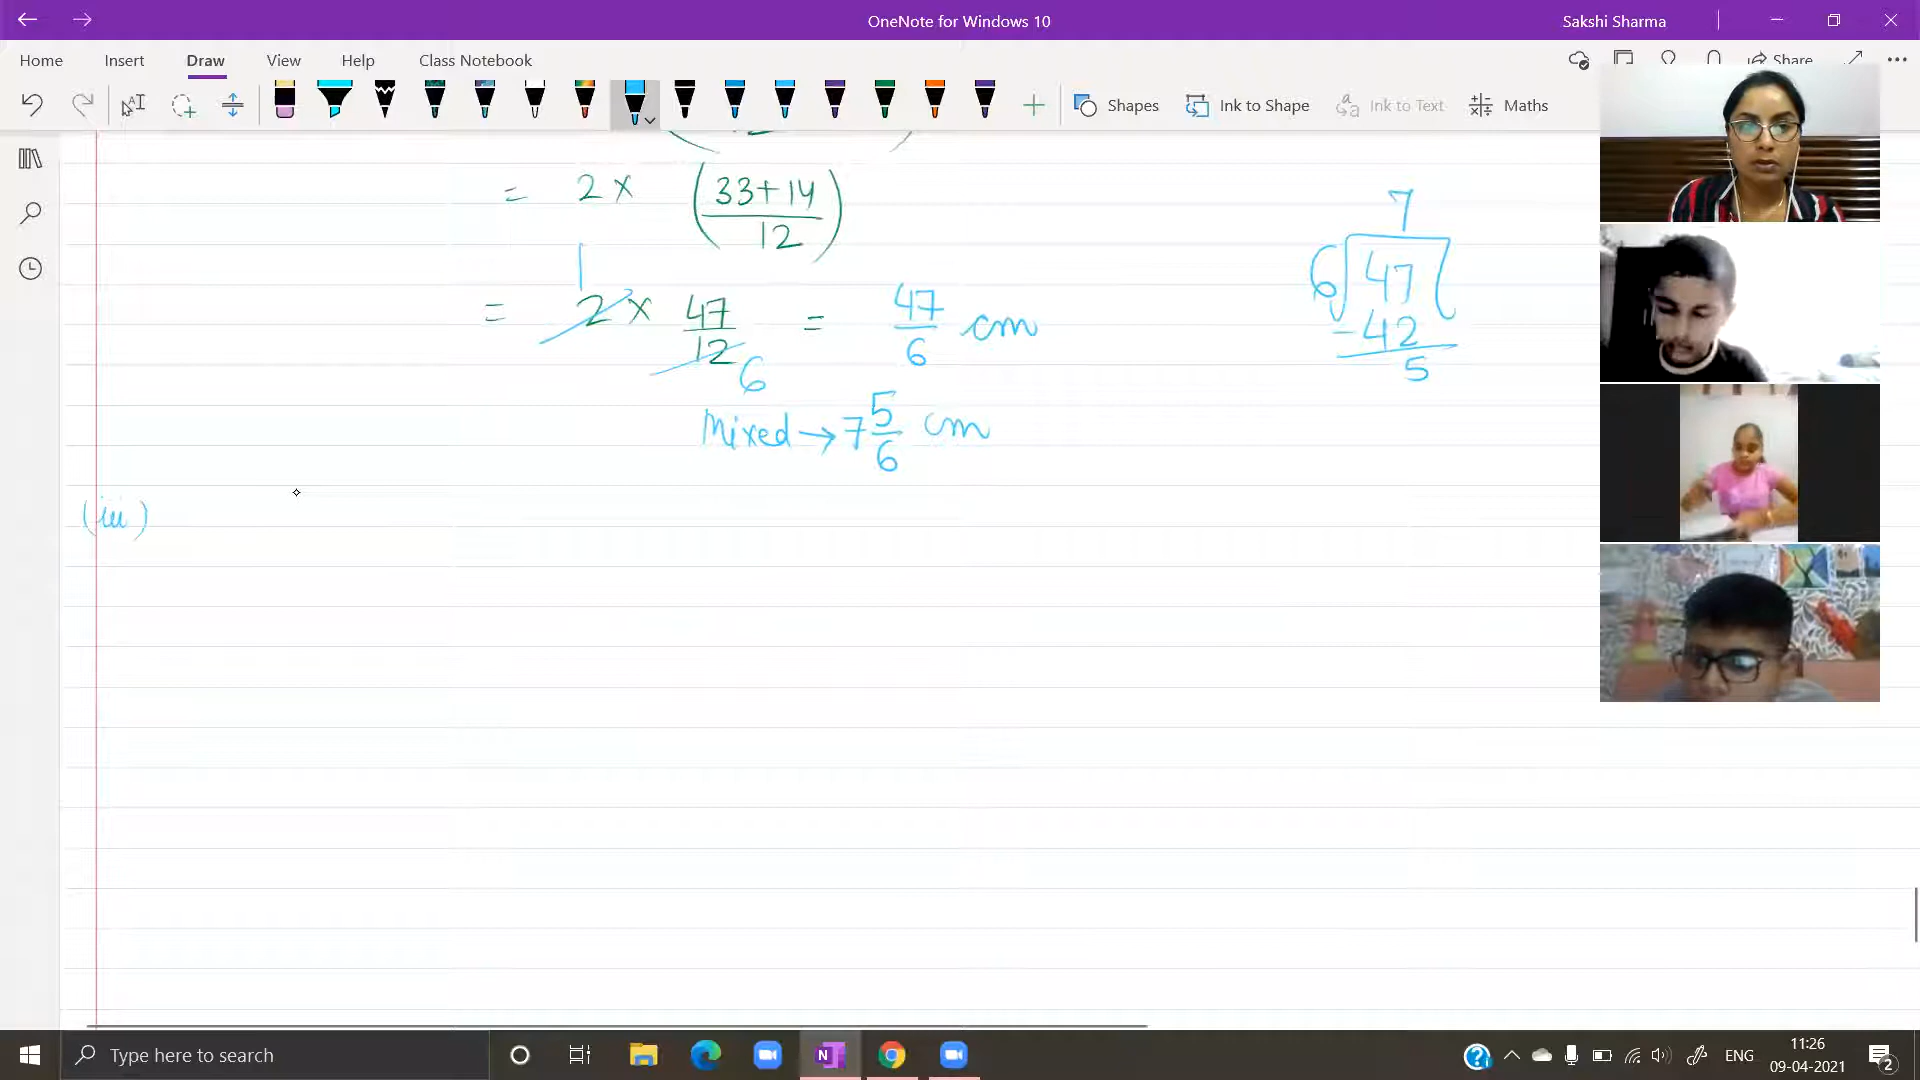 OneNote for Windows 10
Sakshi Sharma
Home Insert Draw View Help Class Notebook Share
Shapes Ink to Shape Ink to Text Maths
= 2 x (33+14
12)
1
= 2 x 47
12
6
= 47
6 cm
Mixed → 7 5
6 cm
7
6 47
-42
5
(iii)
Type here to search
ENG
11:26
09-04-2021
2